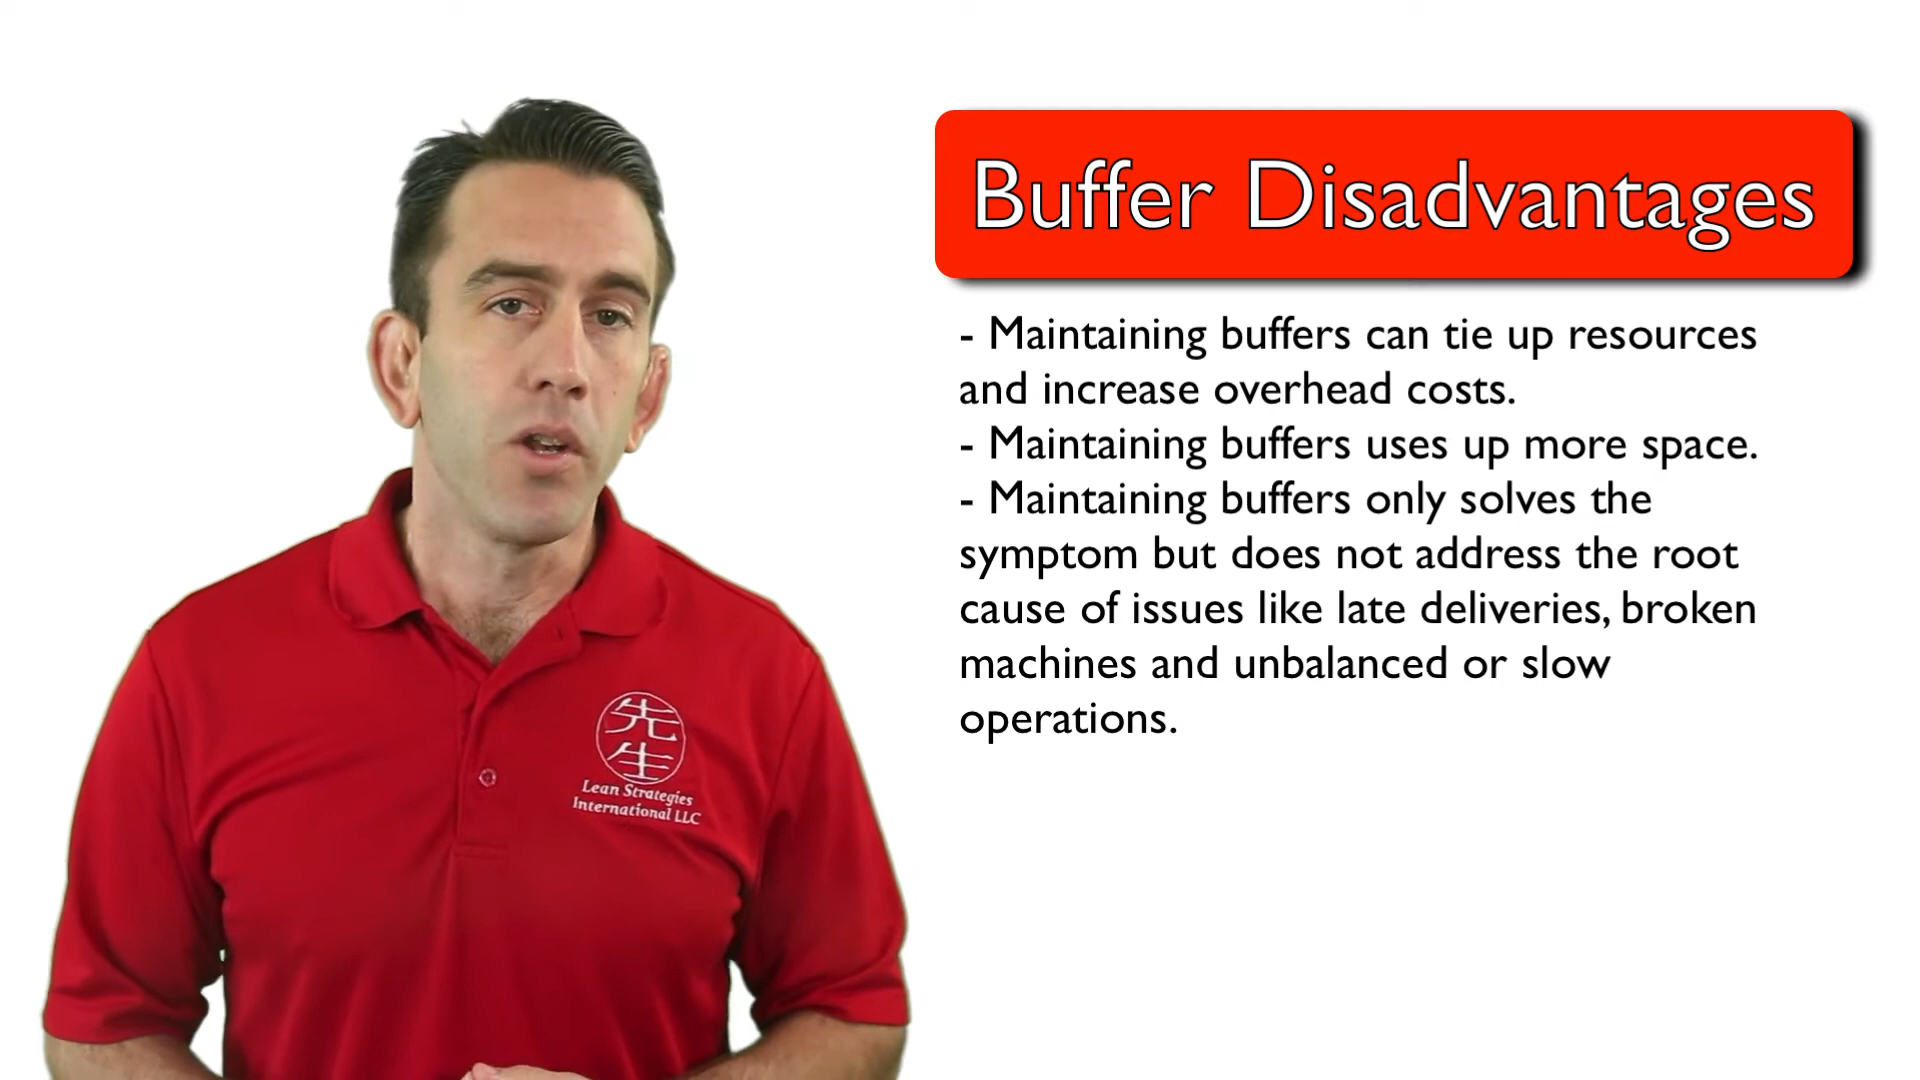 Buffer Disadvantages
- Maintaining buffers can tie up resources
and increase overhead costs.
- Maintaining buffers uses up more space.
- Maintaining buffers only solves the
symptom but does not address the root
cause of issues like late deliveries, broken
machines and unbalanced or slow
operations.
先
生
Lean Strategies
International LLC